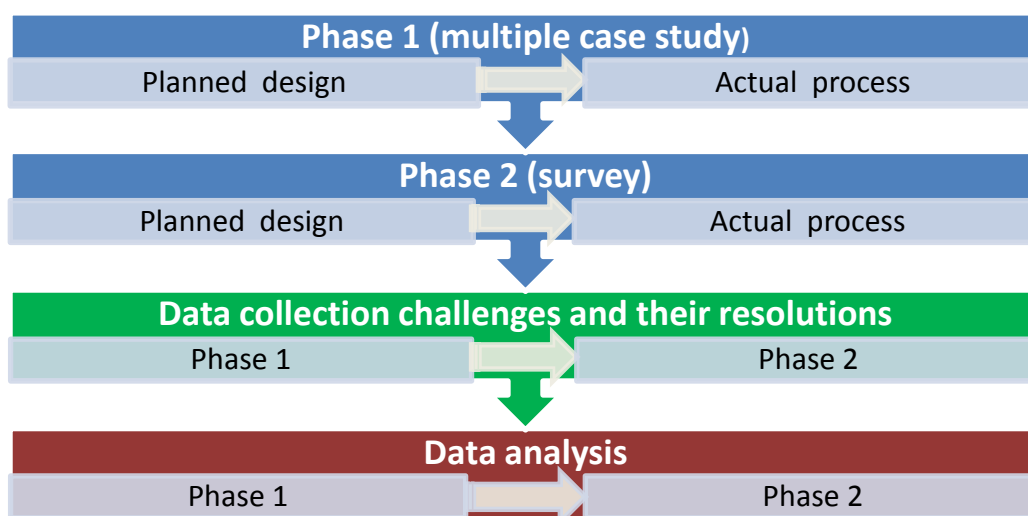 Phase 1 (multiple case study)
Planned design
Actual process
Phase 2 (survey)
Planned design
Actual process
Data collection challenges and their resolutions
Phase 1
Phase 2
Data analysis
Phase 1
Phase 2